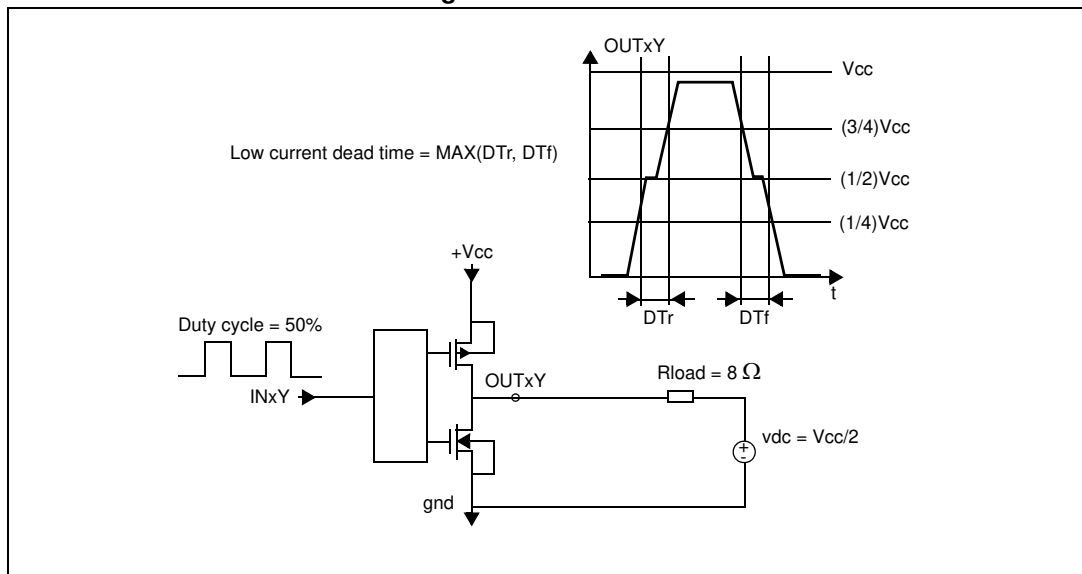 OUTxY
Vcc
(3/4)Vcc
Low current dead time = MAX(DTr, DTf)
(1/2)Vcc
(1/4)Vcc
+Vcc
t
DTr
DTf
Duty cycle = 50%
Rload = 8 Ω
OUTxY
INxY
vdc = Vcc/2
+
-
gnd